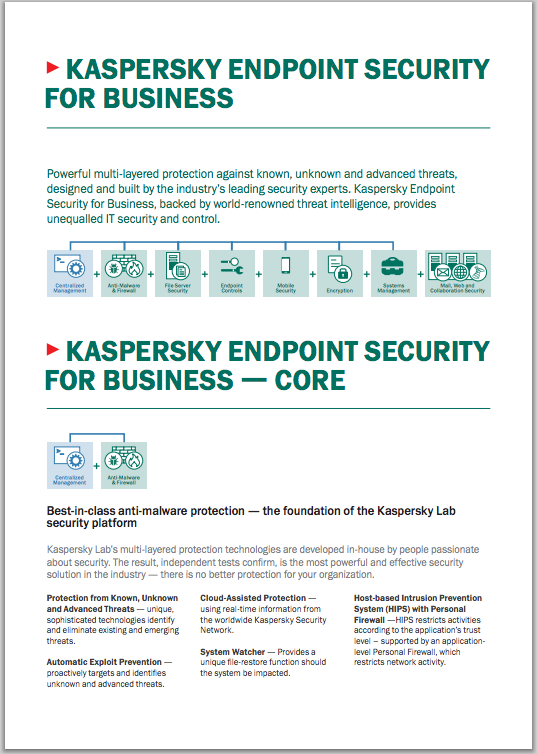 KASPERSKY ENDPOINT SECURITY
FOR BUSINESS
Powerful multi-layered protection against known, unknown and advanced threats,
designed and built by the industry's leading security experts. Kaspersky Endpoint
Security for Business, backed by world-renowned threat intelligence, provides
unequalled IT security and control.
Centralized
Management
+
Anti-Malware
& Firewall
+
File Server
Security
+
Endpoint
Controls
+
Mobile
Security
+
Encryption
+
Systems
Management
+
Mail, Web and
Collaboration Security
KASPERSKY ENDPOINT SECURITY
FOR BUSINESS — CORE
Centralized
Management
+
Anti-Malware
& Firewall
Best-in-class anti-malware protection — the foundation of the Kaspersky Lab
security platform
Kaspersky Lab's multi-layered protection technologies are developed in-house by people passionate
about security. The result, independent tests confirm, is the most powerful and effective security
solution in the industry — there is no better protection for your organization.
Protection from Known, Unknown
and Advanced Threats — unique,
sophisticated technologies identify
and eliminate existing and emerging
threats.
Automatic Exploit Prevention —
proactively targets and identifies
unknown and advanced threats.
Cloud-Assisted Protection —
using real-time information from
the worldwide Kaspersky Security
Network.
System Watcher — Provides a
unique file-restore function should
the system be impacted.
Host-based Intrusion Prevention
System (HIPS) with Personal
Firewall —HIPS restricts activities
according to the application's trust
level – supported by an application-
level Personal Firewall, which
restricts network activity.